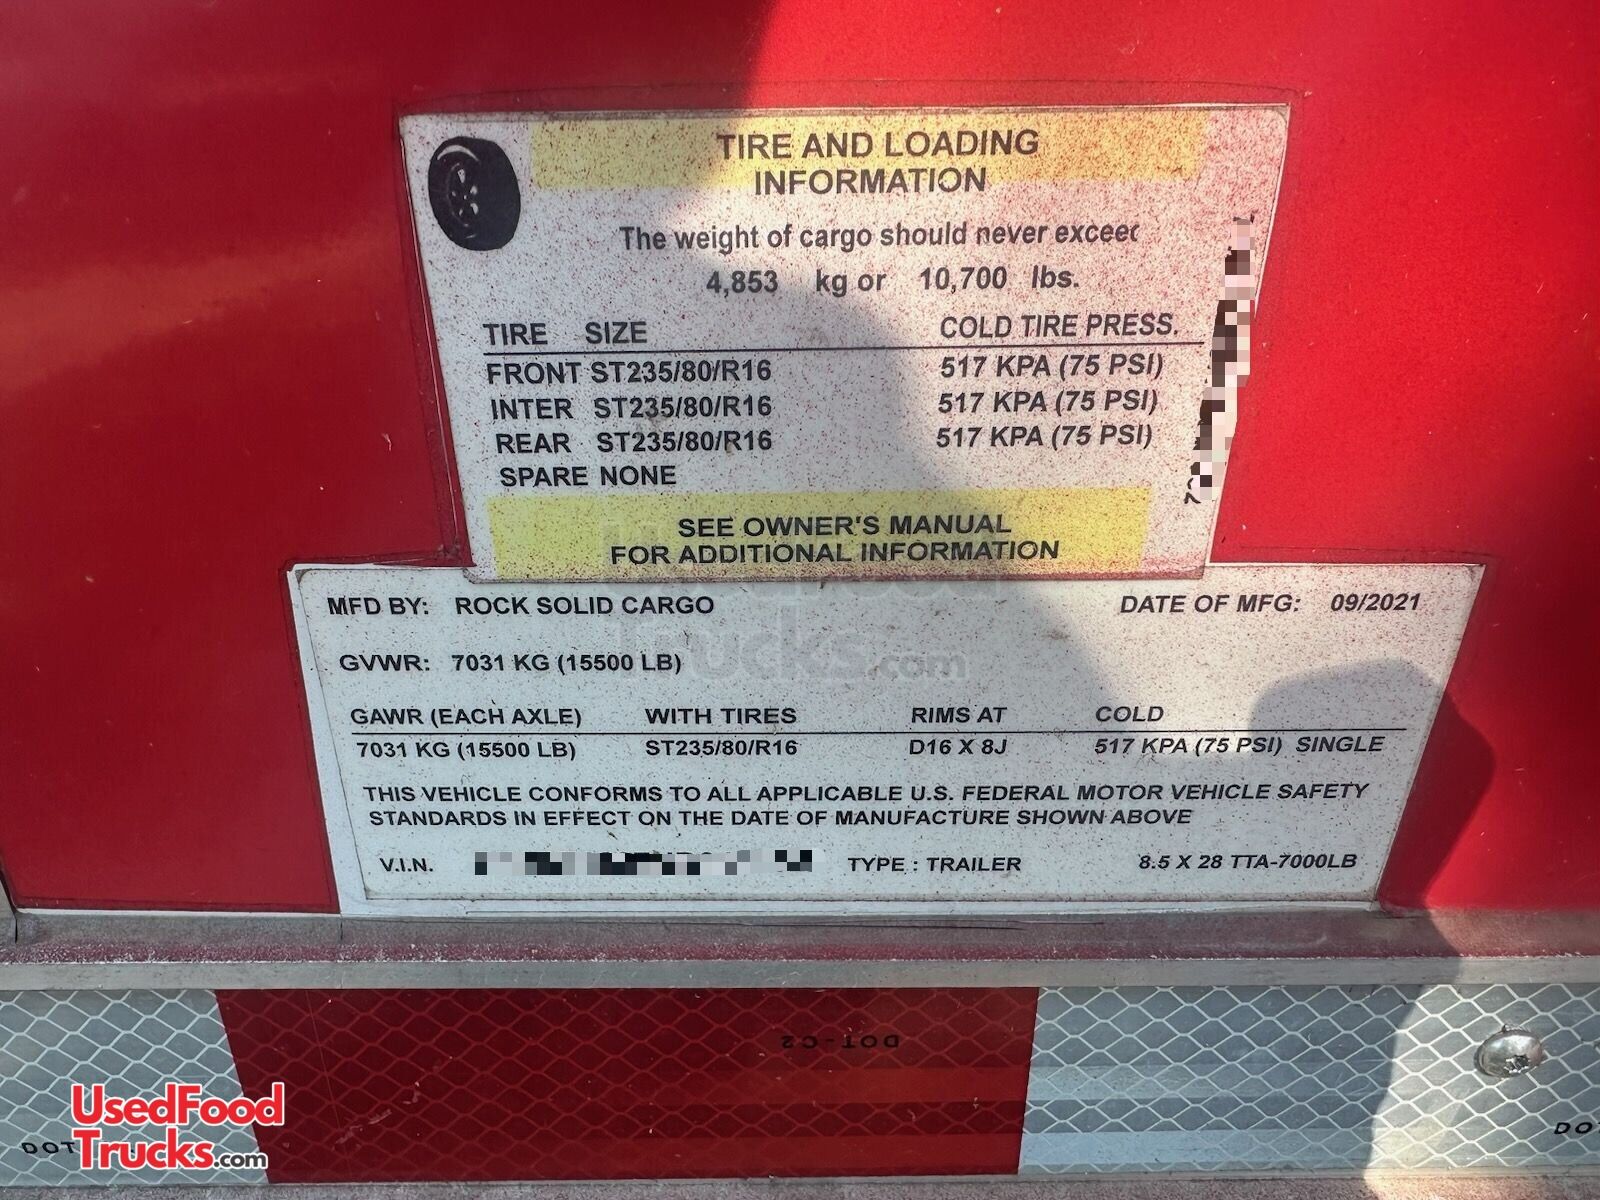 TIRE AND LOADING
INFORMATION
The weight of cargo should never exceed
4,853 kg or 10,700 lbs.
TIRE SIZE COLD TIRE PRESS.
FRONT ST235/80/R16 517 KPA (75 PSI)
INTER ST235/80/R16 517 KPA (75 PSI)
REAR ST235/80/R16 517 KPA (75 PSI)
SPARE NONE
SEE OWNER'S MANUAL
FOR ADDITIONAL INFORMATION
MFD BY: ROCK SOLID CARGO DATE OF MFG: 09/2021
GVWR: 7031 KG (15500 LB)
GAWR (EACH AXLE) WITH TIRES RIMS AT COLD
7031 KG (15500 LB) ST235/80/R16 D16 X 8J 517 KPA (75 PSI) SINGLE
THIS VEHICLE CONFORMS TO ALL APPLICABLE U.S. FEDERAL MOTOR VEHICLE SAFETY
STANDARDS IN EFFECT ON THE DATE OF MANUFACTURE SHOWN ABOVE
V.I.N. TYPE : TRAILER 8.5 X 28 TTA-7000LB
DOT-C2
DOT
DO
UsedFood
Trucks.com
UsedFood
Trucks.com